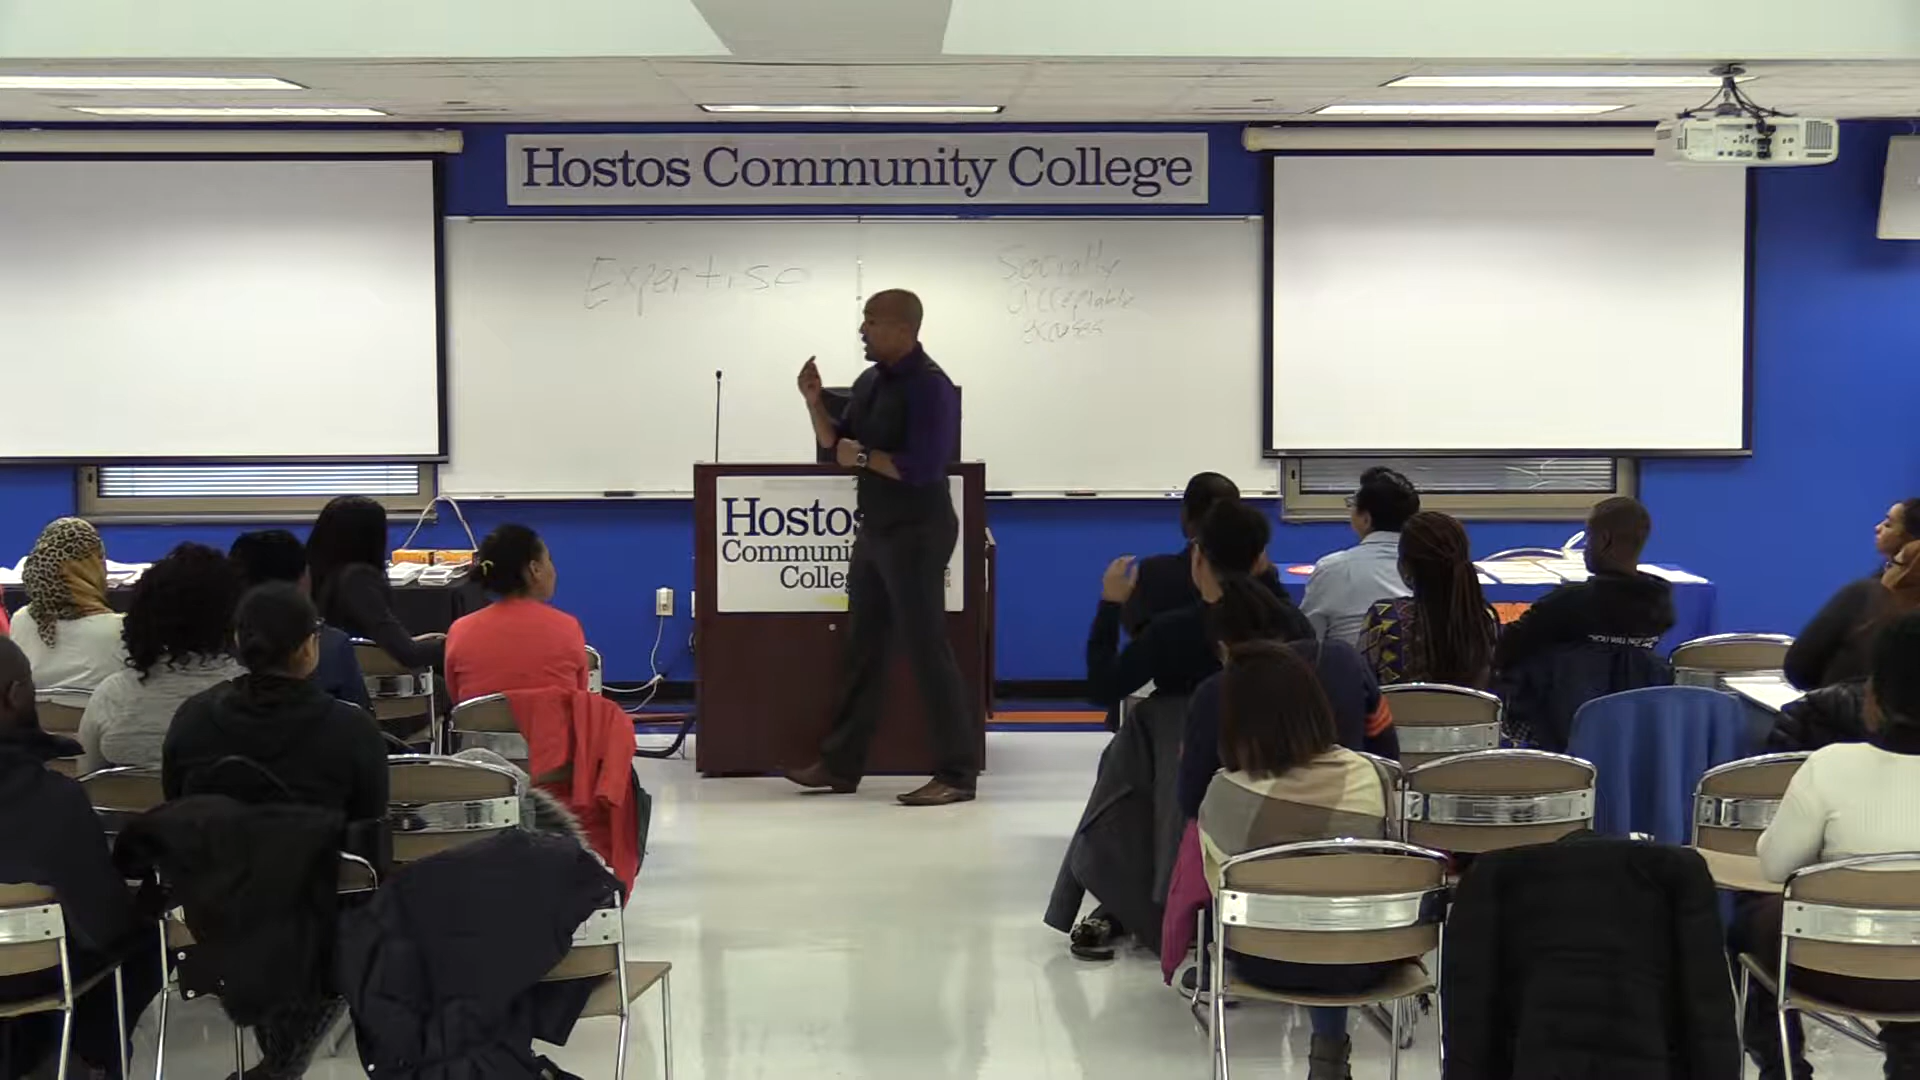 Hostos Community College
Expertise
Socially
acceptable
excuses
Hostos
Communi
Colleg